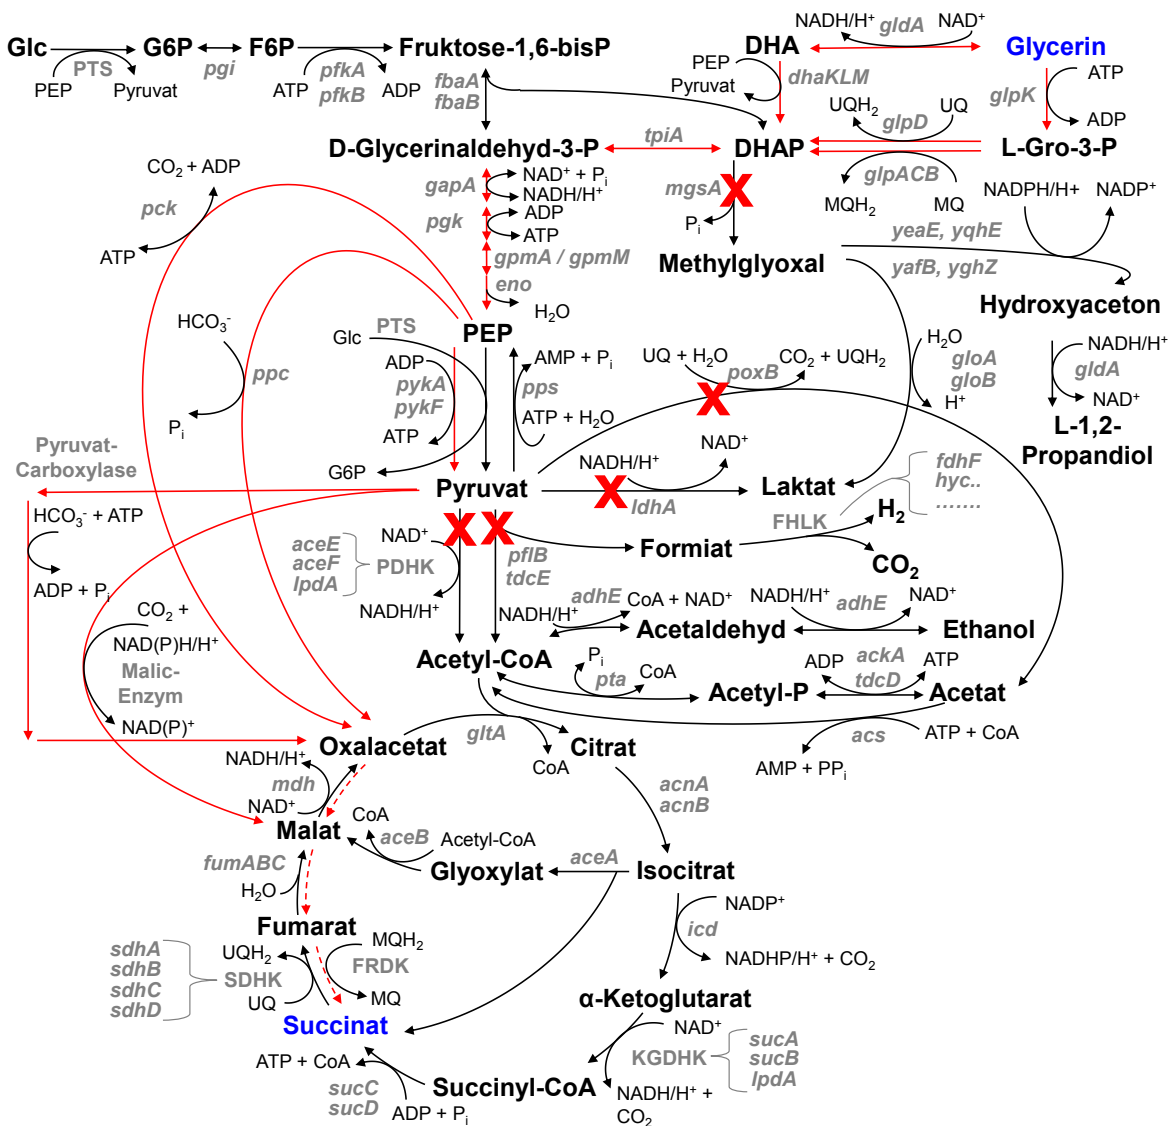 Glc
G6P
F6P
Fruktose-1,6-bisP
DHA
NADH/H⁺
gldA
NAD⁺
Glycerin
PTS
PEP
Pyruvat
pgi
pfkA
pfkB
ATP
ADP
fbaA
fbaB
PEP
Pyruvat
dhaKLM
UQH₂
UQ
glpD
glpK
ATP
ADP
D-Glycerinaldehyd-3-P
tpiA
DHAP
L-Gro-3-P
CO₂ + ADP
pck
ATP
gapA
NAD⁺ + Pᵢ
NADH/H⁺
pgk
ADP
ATP
gpmA / gpmM
eno
H₂O
mgsA
X
Pᵢ
glpACB
MQH₂
MQ
NADPH/H+
NADP⁺
yeaE, yqhE
yafB, yghZ
Methylglyoxal
Hydroxyaceton
HCO₃⁻
ppc
Pᵢ
Glc
PTS
PEP
ADP
pykA
pykF
ATP
G6P
AMP + Pᵢ
pps
ATP + H₂O
UQ + H₂O
poxB
CO₂ + UQH₂
X
H₂O
gloA
gloB
H⁺
NADH/H⁺
gldA
NAD⁺
L-1,2-
Propandiol
Pyruvat-
Carboxylase
HCO₃⁻ + ATP
ADP + Pᵢ
Pyruvat
NADH/H⁺
NAD⁺
X
ldhA
Laktat
fdhF
hyc..
.......
FHLK
H₂
CO₂
aceE
aceF
lpdA
PDHK
NAD⁺
NADH/H⁺
X
X
pflB
tdcE
Formiat
CO₂ +
NAD(P)H/H⁺
Malic-
Enzym
NAD(P)⁺
NADH/H⁺
adhE
CoA + NAD⁺
Acetaldehyd
NADH/H⁺
adhE
NAD⁺
Ethanol
Acetyl-CoA
Pᵢ
pta
CoA
Acetyl-P
ADP
ackA
tdcD
ATP
Acetat
acs
ATP + CoA
AMP + PPᵢ
Oxalacetat
gltA
CoA
Citrat
NADH/H⁺
mdh
NAD⁺
Malat
acnA
acnB
CoA
aceB
Acetyl-CoA
Glyoxylat
aceA
Isocitrat
fumABC
H₂O
Fumarat
NADP⁺
icd
NADHP/H⁺ + CO₂
sdhA
sdhB
sdhC
sdhD
SDHK
UQH₂
UQ
MQH₂
FRDK
MQ
Succinat
α-Ketoglutarat
NAD⁺
KGDHK
sucA
sucB
lpdA
NADH/H⁺ +
CO₂
ATP + CoA
sucC
sucD
ADP + Pᵢ
Succinyl-CoA